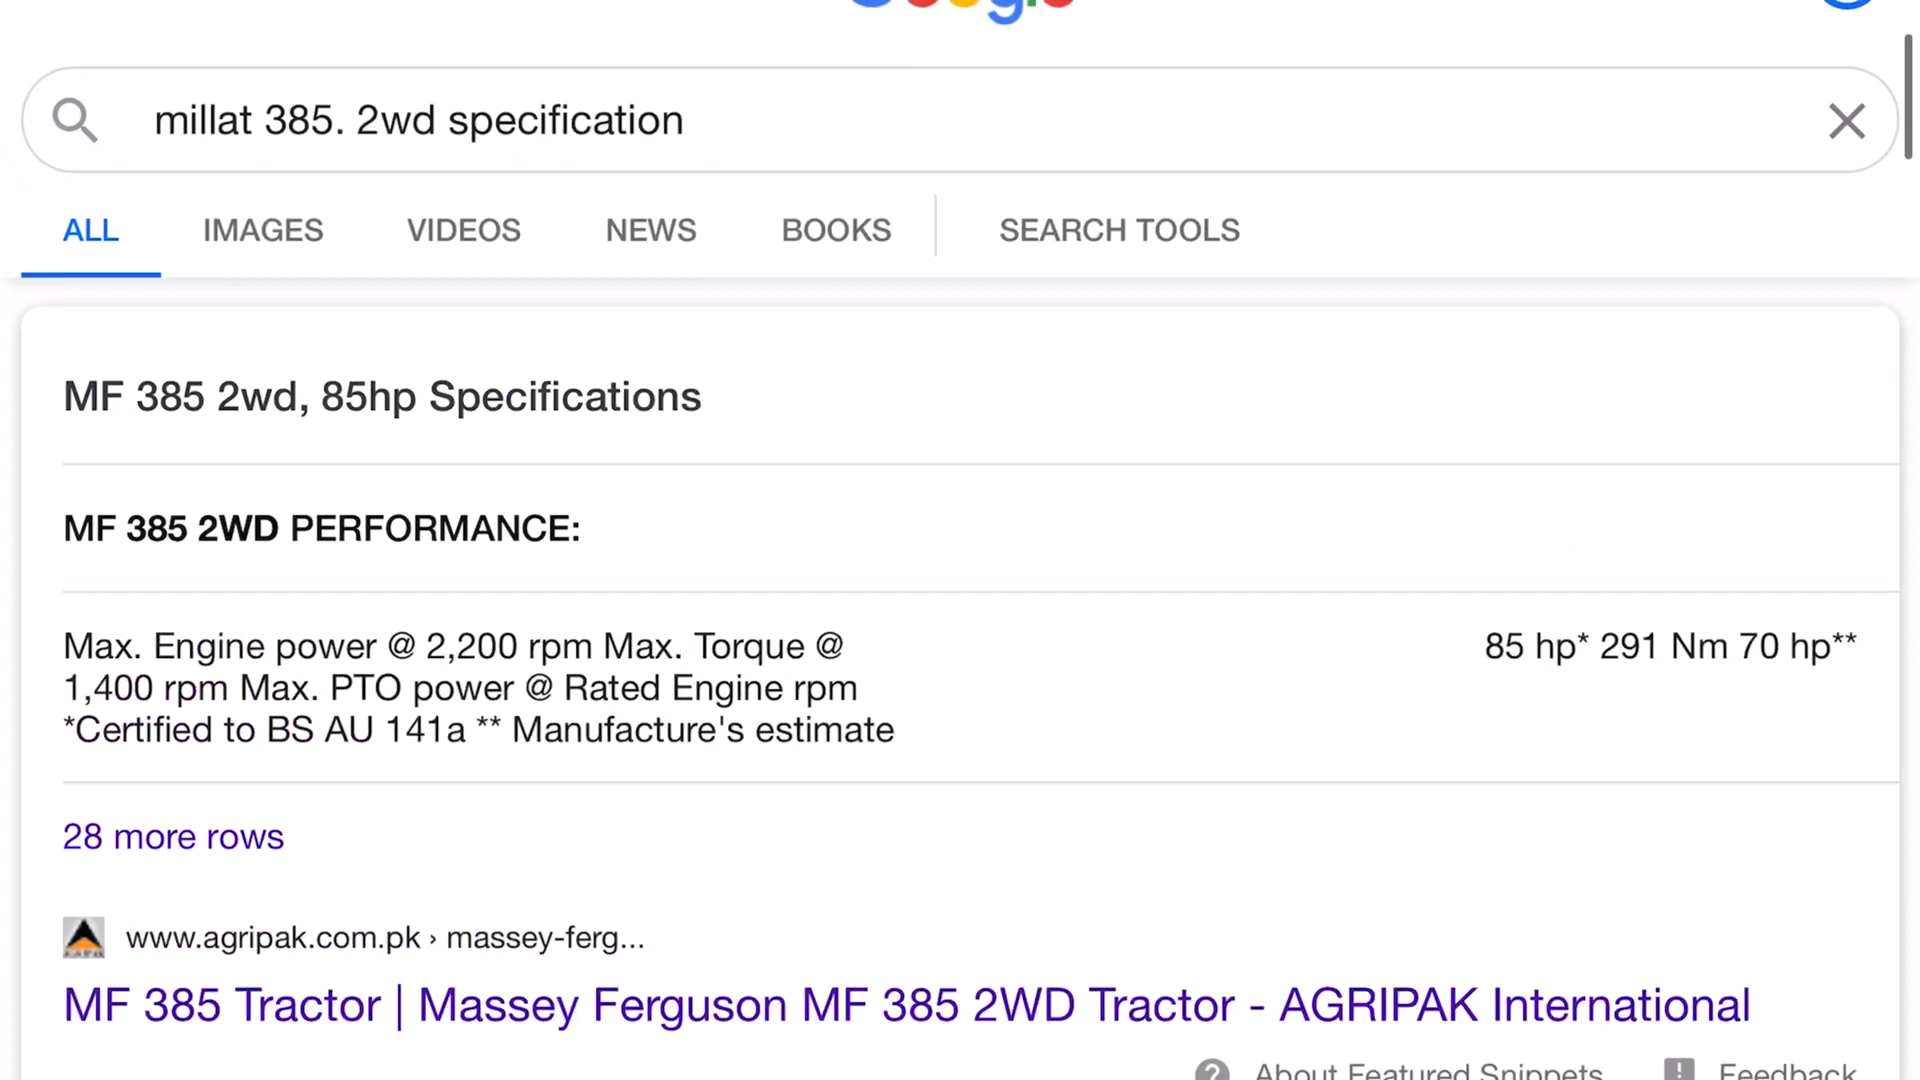 millat 385. 2wd specification
ALL IMAGES VIDEOS NEWS BOOKS SEARCH TOOLS
MF 385 2wd, 85hp Specifications
MF 385 2WD PERFORMANCE:
Max. Engine power @ 2,200 rpm Max. Torque @ 85 hp* 291 Nm 70 hp**
1,400 rpm Max. PTO power @ Rated Engine rpm
*Certified to BS AU 141a ** Manufacture's estimate
28 more rows
www.agripak.com.pk › massey-ferg...
MF 385 Tractor | Massey Ferguson MF 385 2WD Tractor - AGRIPAK International
About Featured Snippets Feedback